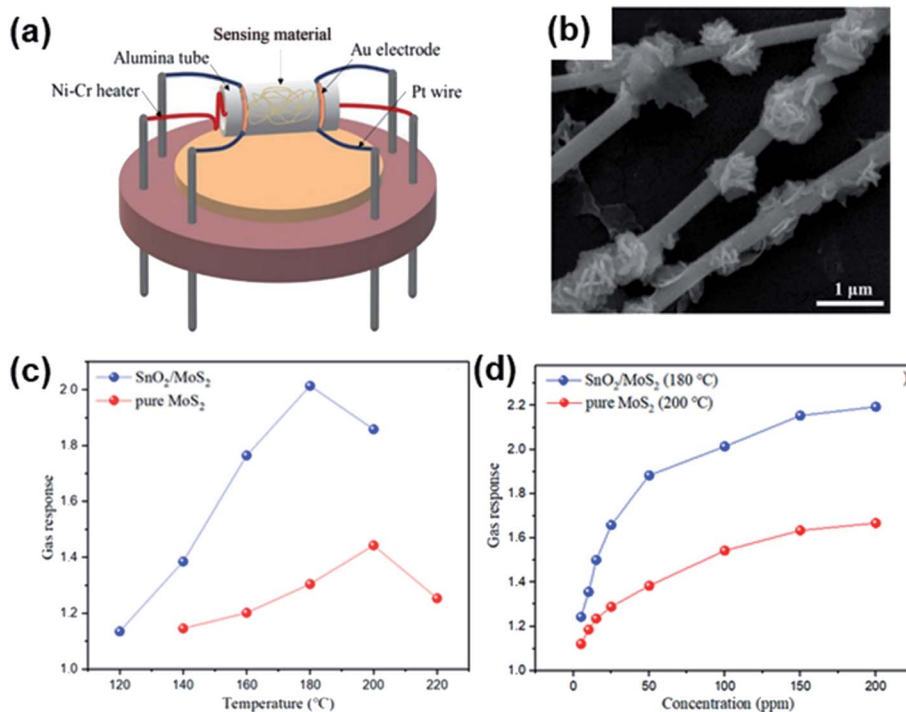 (a)
Sensing material
Alumina tube
Au electrode
Ni-Cr heater
Pt wire
(b)
1 µm
(c)
SnO₂/MoS₂
pure MoS₂
Gas response
2.0
1.8
1.6
1.4
1.2
1.0
120 140 160 180 200 220
Temperature (°C)
(d)
)
SnO₂/MoS₂ (180 °C)
pure MoS₂ (200 °C)
Gas response
2.2
2.0
1.8
1.6
1.4
1.2
1.0
0 50 100 150 200
Concentration (ppm)